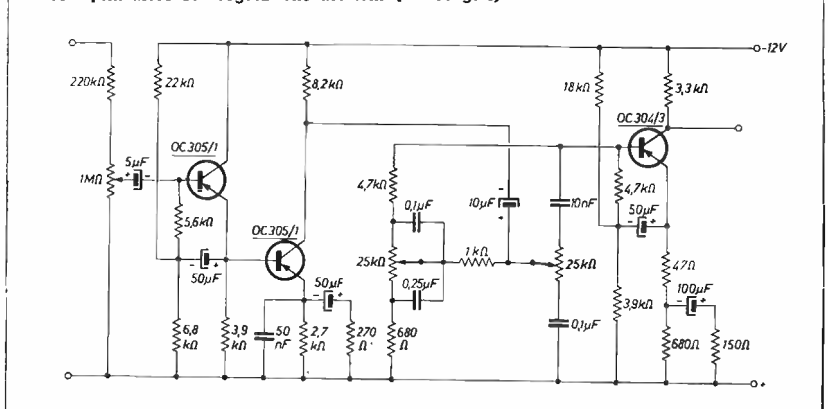 -12V
220kΩ
22kΩ
8,2kΩ
18kΩ
3,3kΩ
OC304/3
OC305/1
5µF
- +
1MΩ
4,7kΩ
10µF
-
+
10nF
4,7kΩ
50µF
- +
5,6kΩ
0,1µF
OC305/1
25kΩ
1kΩ
25kΩ
47Ω
50µF
- +
50µF
- +
0,25µF
3,9kΩ
100µF
- +
6,8
kΩ
3,9
kΩ
50
nF
2,7
kΩ
270
Ω
680
Ω
0,1µF
680Ω
150Ω
+